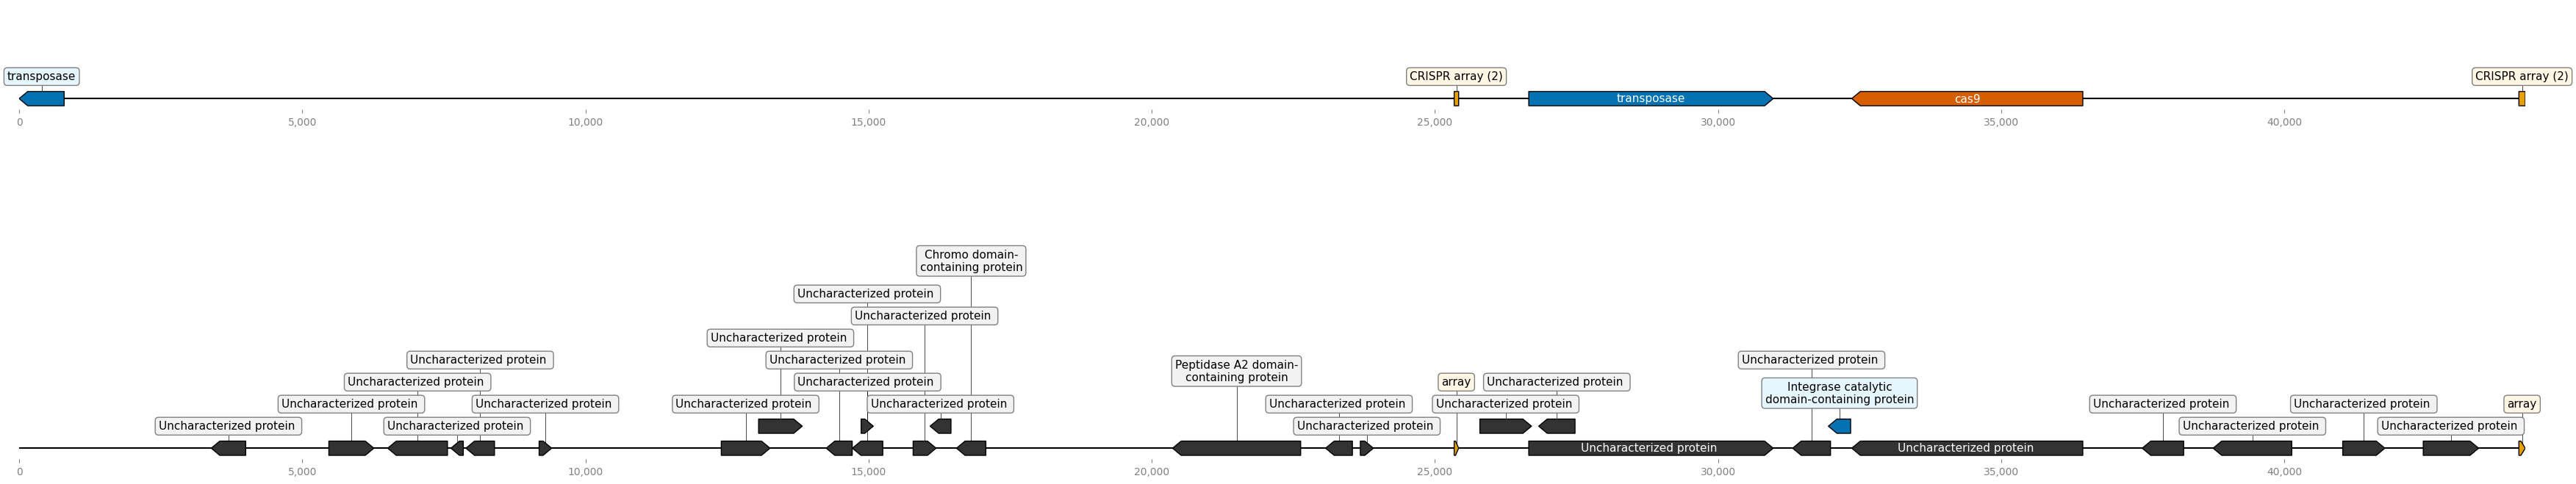 transposase
CRISPR array (2)
CRISPR array (2)
transposase
cas9
0
5,000
10,000
15,000
20,000
25,000
30,000
35,000
40,000
Chromo domain-
containing protein
Uncharacterized protein
Uncharacterized protein
Uncharacterized protein
Uncharacterized protein
Uncharacterized protein
Uncharacterized protein
Peptidase A2 domain-
containing protein
Uncharacterized protein
Uncharacterized protein
array
Uncharacterized protein
Integrase catalytic
domain-containing protein
Uncharacterized protein
Uncharacterized protein
Uncharacterized protein
Uncharacterized protein
Uncharacterized protein
Uncharacterized protein
Uncharacterized protein
Uncharacterized protein
Uncharacterized protein
array
Uncharacterized protein
Uncharacterized protein
Uncharacterized protein
Uncharacterized protein
Uncharacterized protein
Uncharacterized protein
Uncharacterized protein
0
5,000
10,000
15,000
20,000
25,000
30,000
35,000
40,000